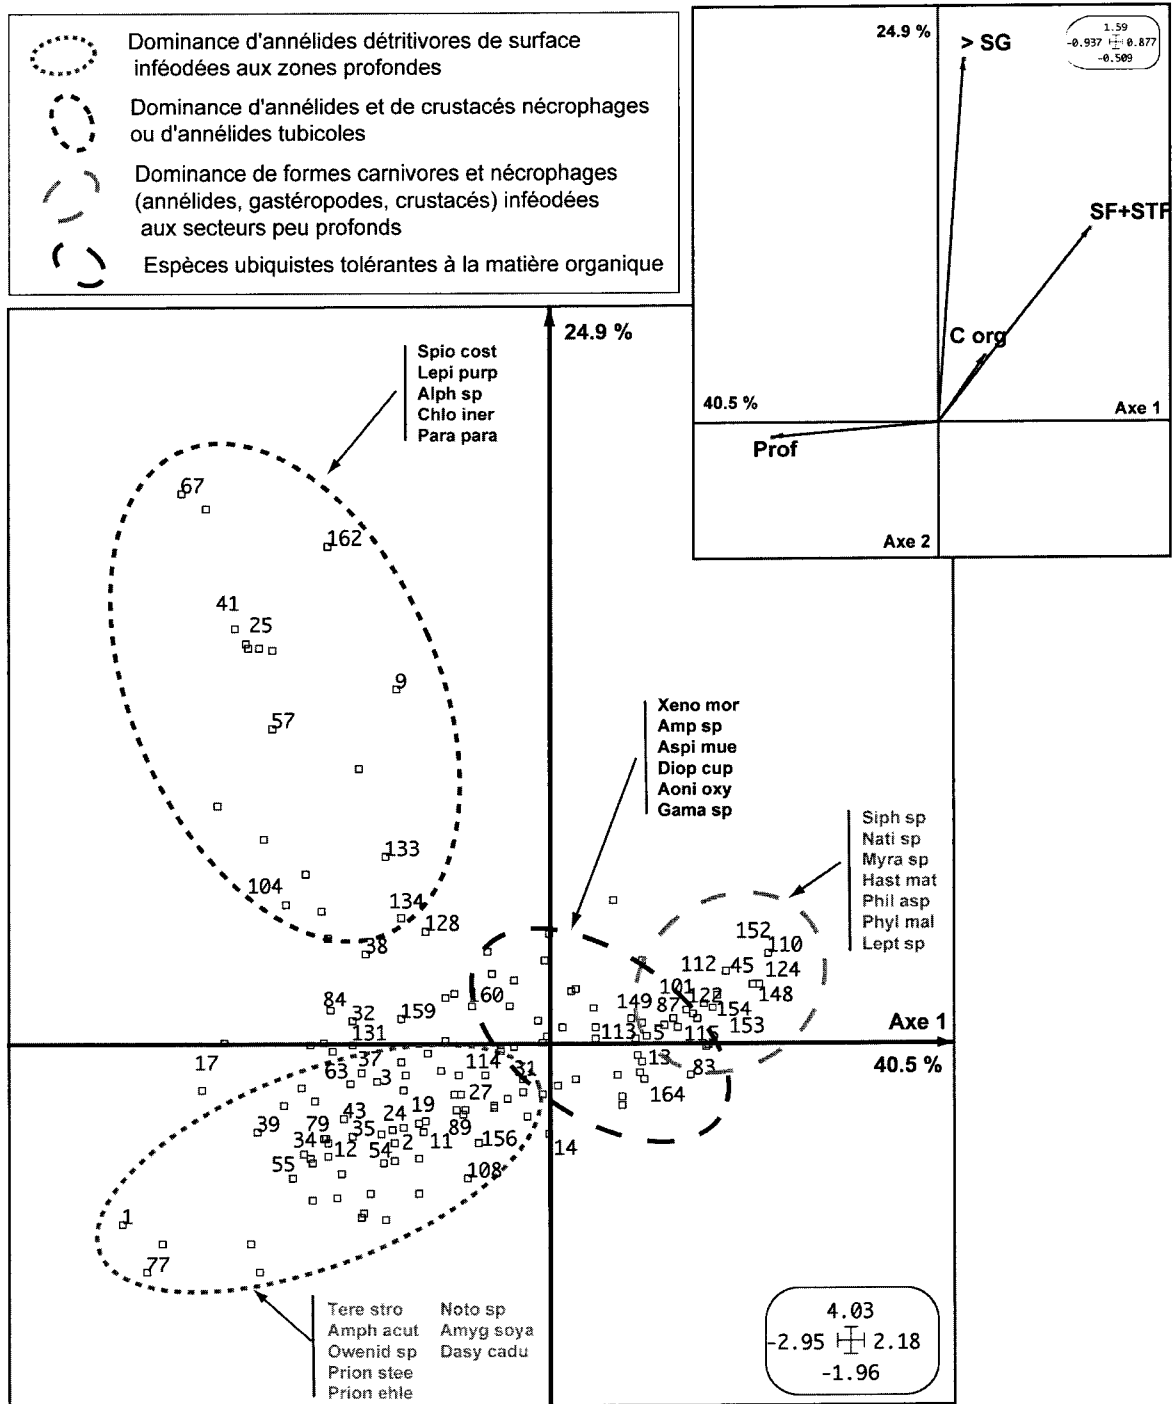 Dominance d'annélides détritivores de surface
inféodées aux zones profondes
Dominance d'annélides et de crustacés nécrophages
ou d'annélides tubicoles
Dominance de formes carnivores et nécrophages
(annélides, gastéropodes, crustacés) inféodées
aux secteurs peu profonds
Espèces ubiquistes tolérantes à la matière organique
24.9 %
> SG
1.59
-0.937 0.877
-0.509
SF+STF
C org
40.5 %
Axe 1
Prof
Axe 2
24.9 %
Spio cost
Lepi purp
Alph sp
Chlo iner
Para para
67
162
41
25
9
57
133
104
134
128
38
Xeno mor
Amp sp
Aspi mue
Diop cup
Aoni oxy
Gama sp
Siph sp
Nati sp
Myra sp
Hast mat
Phil asp
Phyl mal
Lept sp
152
110
112
45
124
101
122
148
160
149
87
154
84
32
159
153
Axe 1
131
113
5
115
40.5 %
17
37
114
31
13
83
63
3
27
164
43
24
19
39
79
35
89
34
12
54
2
11
156
14
55
108
1
77
Tere stro Noto sp
Amph acut Amyg soya
Owenid sp Dasy cadu
Prion stee
Prion ehle
4.03
-2.95 2.18
-1.96